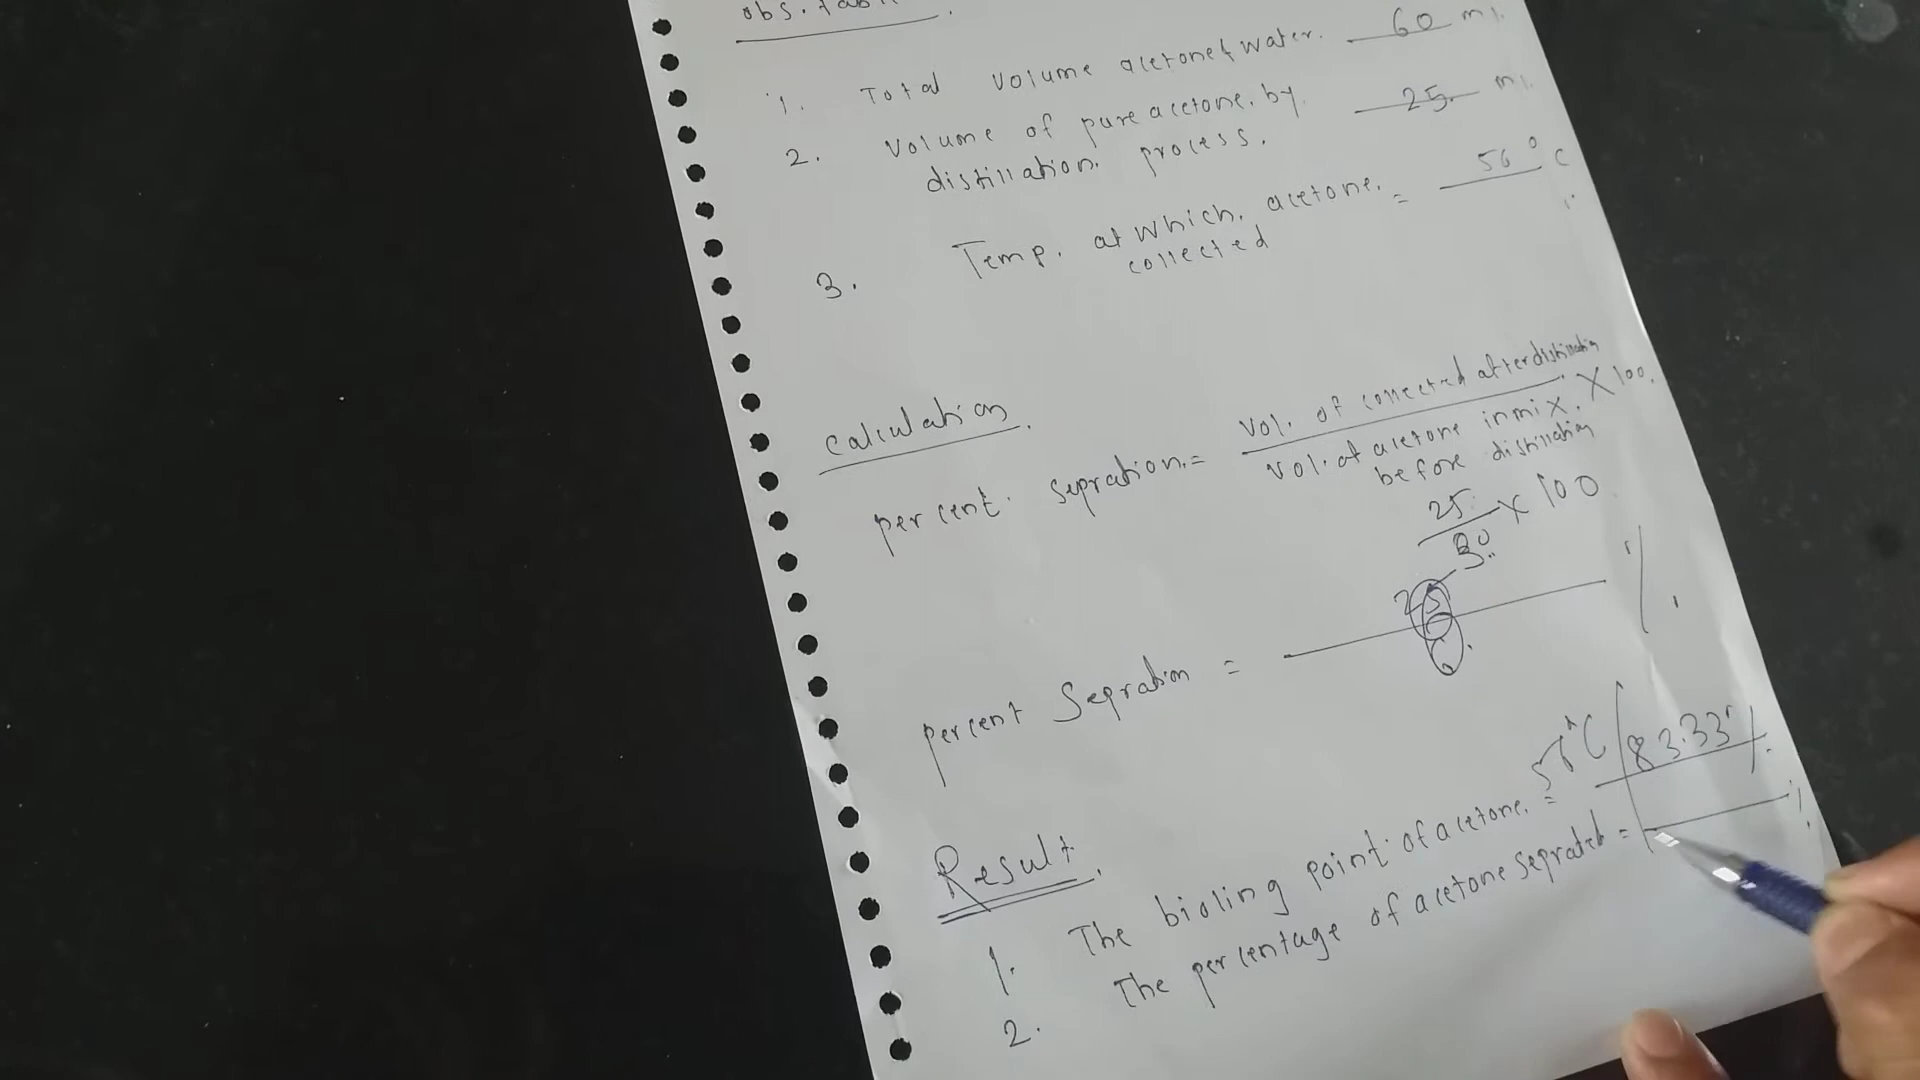 obs. table.
1. Total volume acetone & water. 60 ml.
2. volume of pure acetone. by 25. ml.
distillation. process.
3. Temp. at which. acetone. = 56° C
collected
calculation.
percent. sepration. = Vol. of collected after distillation
vol. of acetone in mix. X 100.
before distillation
25 X 100
30
25
percent Sepration = %.
6.
Result.
1. The bioling point of acetone. = 56°C 83.33%.
2. The percentage of acetone seprated = %.